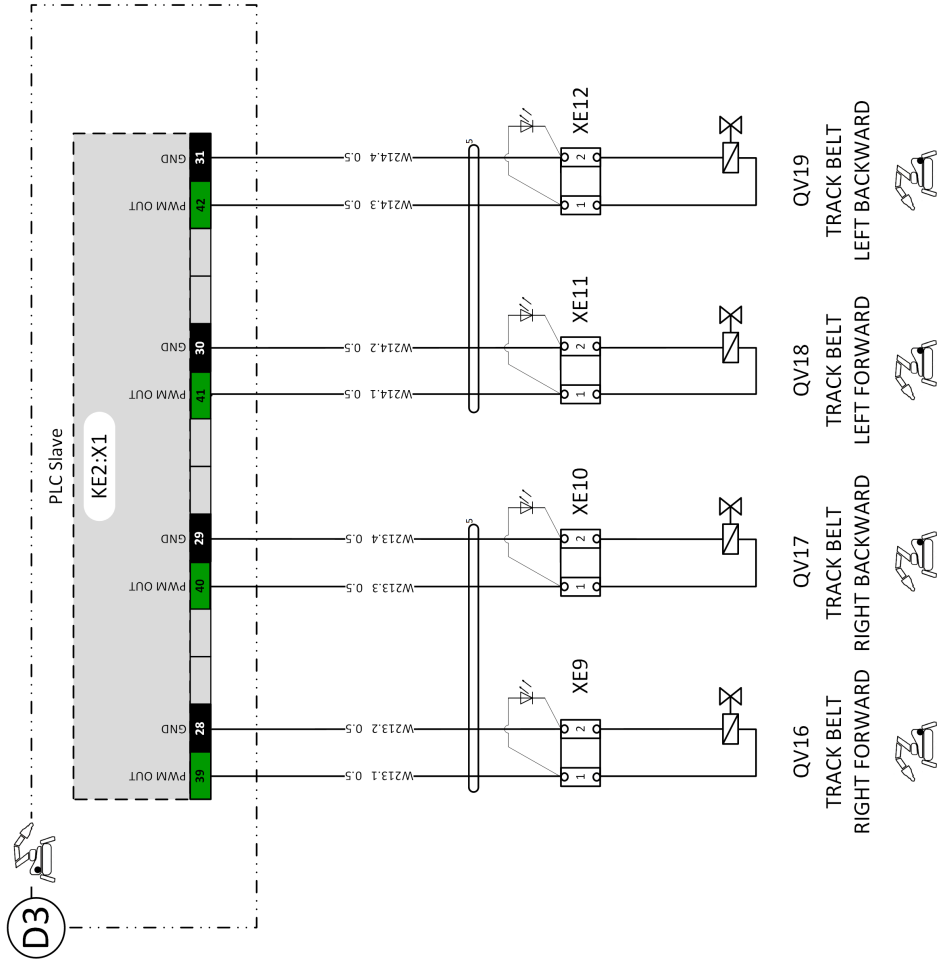 D3
PLC Slave
KE2:X1
PWM OUT
GND
PWM OUT
GND
PWM OUT
GND
PWM OUT
GND
39
28
40
29
41
30
42
31
W213.1 0.5
W213.2 0.5
W213.3 0.5
W213.4 0.5
W214.1 0.5
W214.2 0.5
W214.3 0.5
W214.4 0.5
5
5
XE9
XE10
XE11
XE12
1
2
1
2
1
2
1
2
QV16
TRACK BELT
RIGHT FORWARD
QV17
TRACK BELT
RIGHT BACKWARD
QV18
TRACK BELT
LEFT FORWARD
QV19
TRACK BELT
LEFT BACKWARD